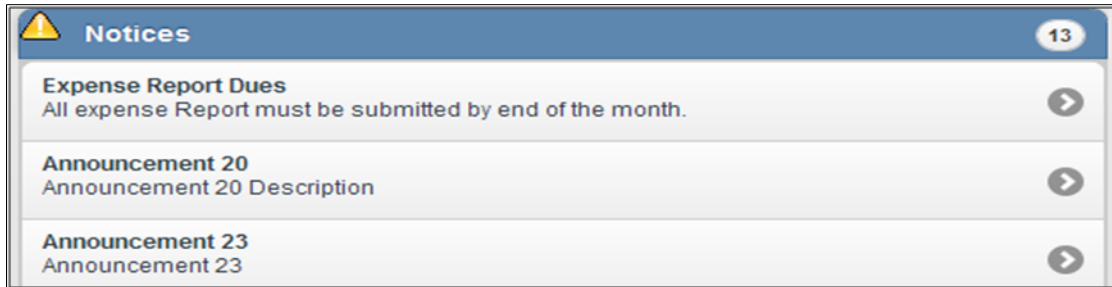 Notices 13
Expense Report Dues
All expense Report must be submitted by end of the month.
Announcement 20
Announcement 20 Description
Announcement 23
Announcement 23